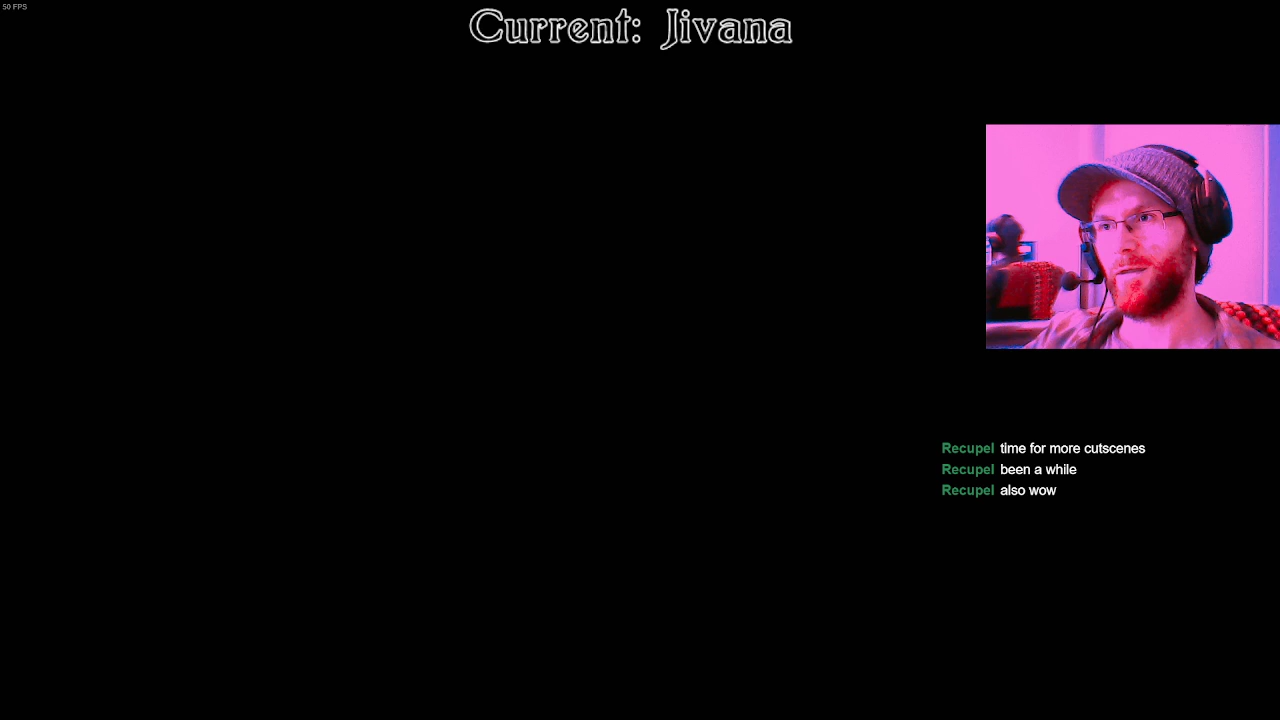 50 FPS
Current: Jivana
Recupel time for more cutscenes
Recupel been a while
Recupel also wow